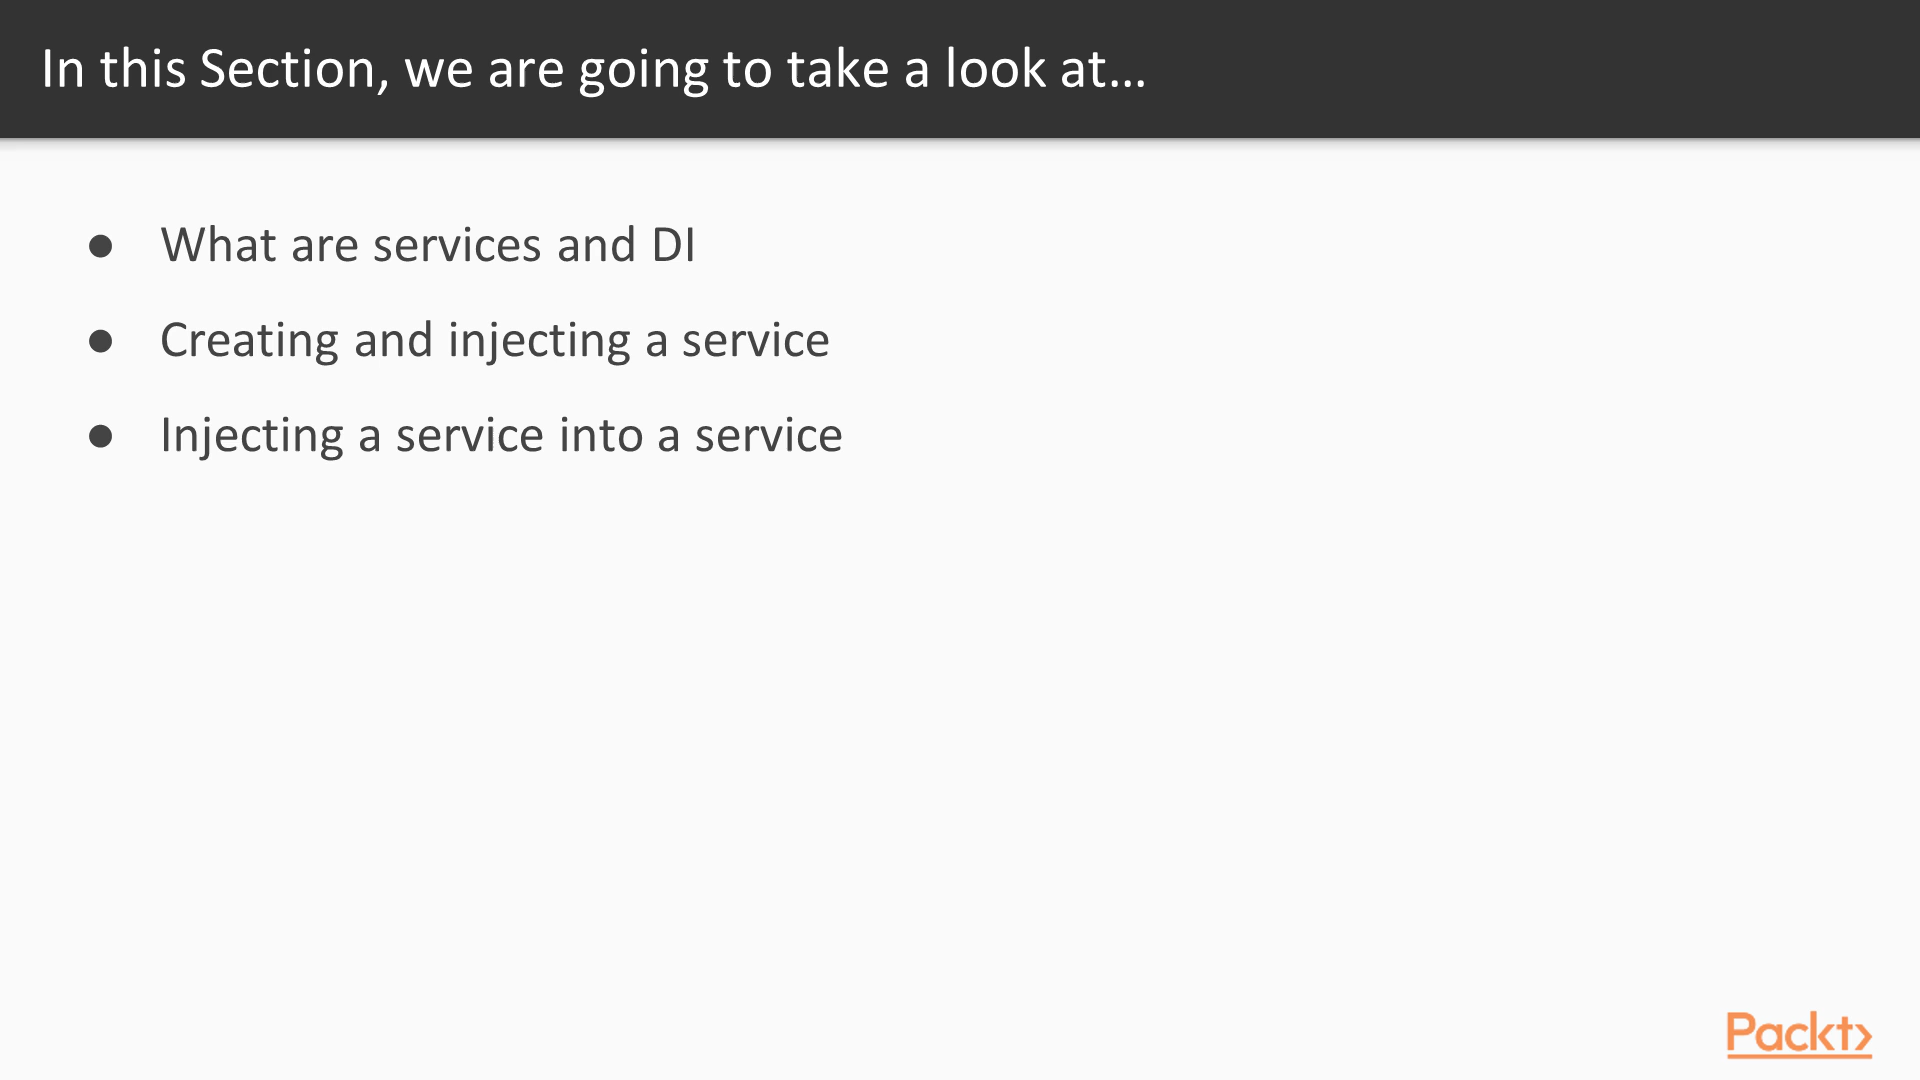 In this Section, we are going to take a look at...
● What are services and DI
● Creating and injecting a service
● Injecting a service into a service
Packt>